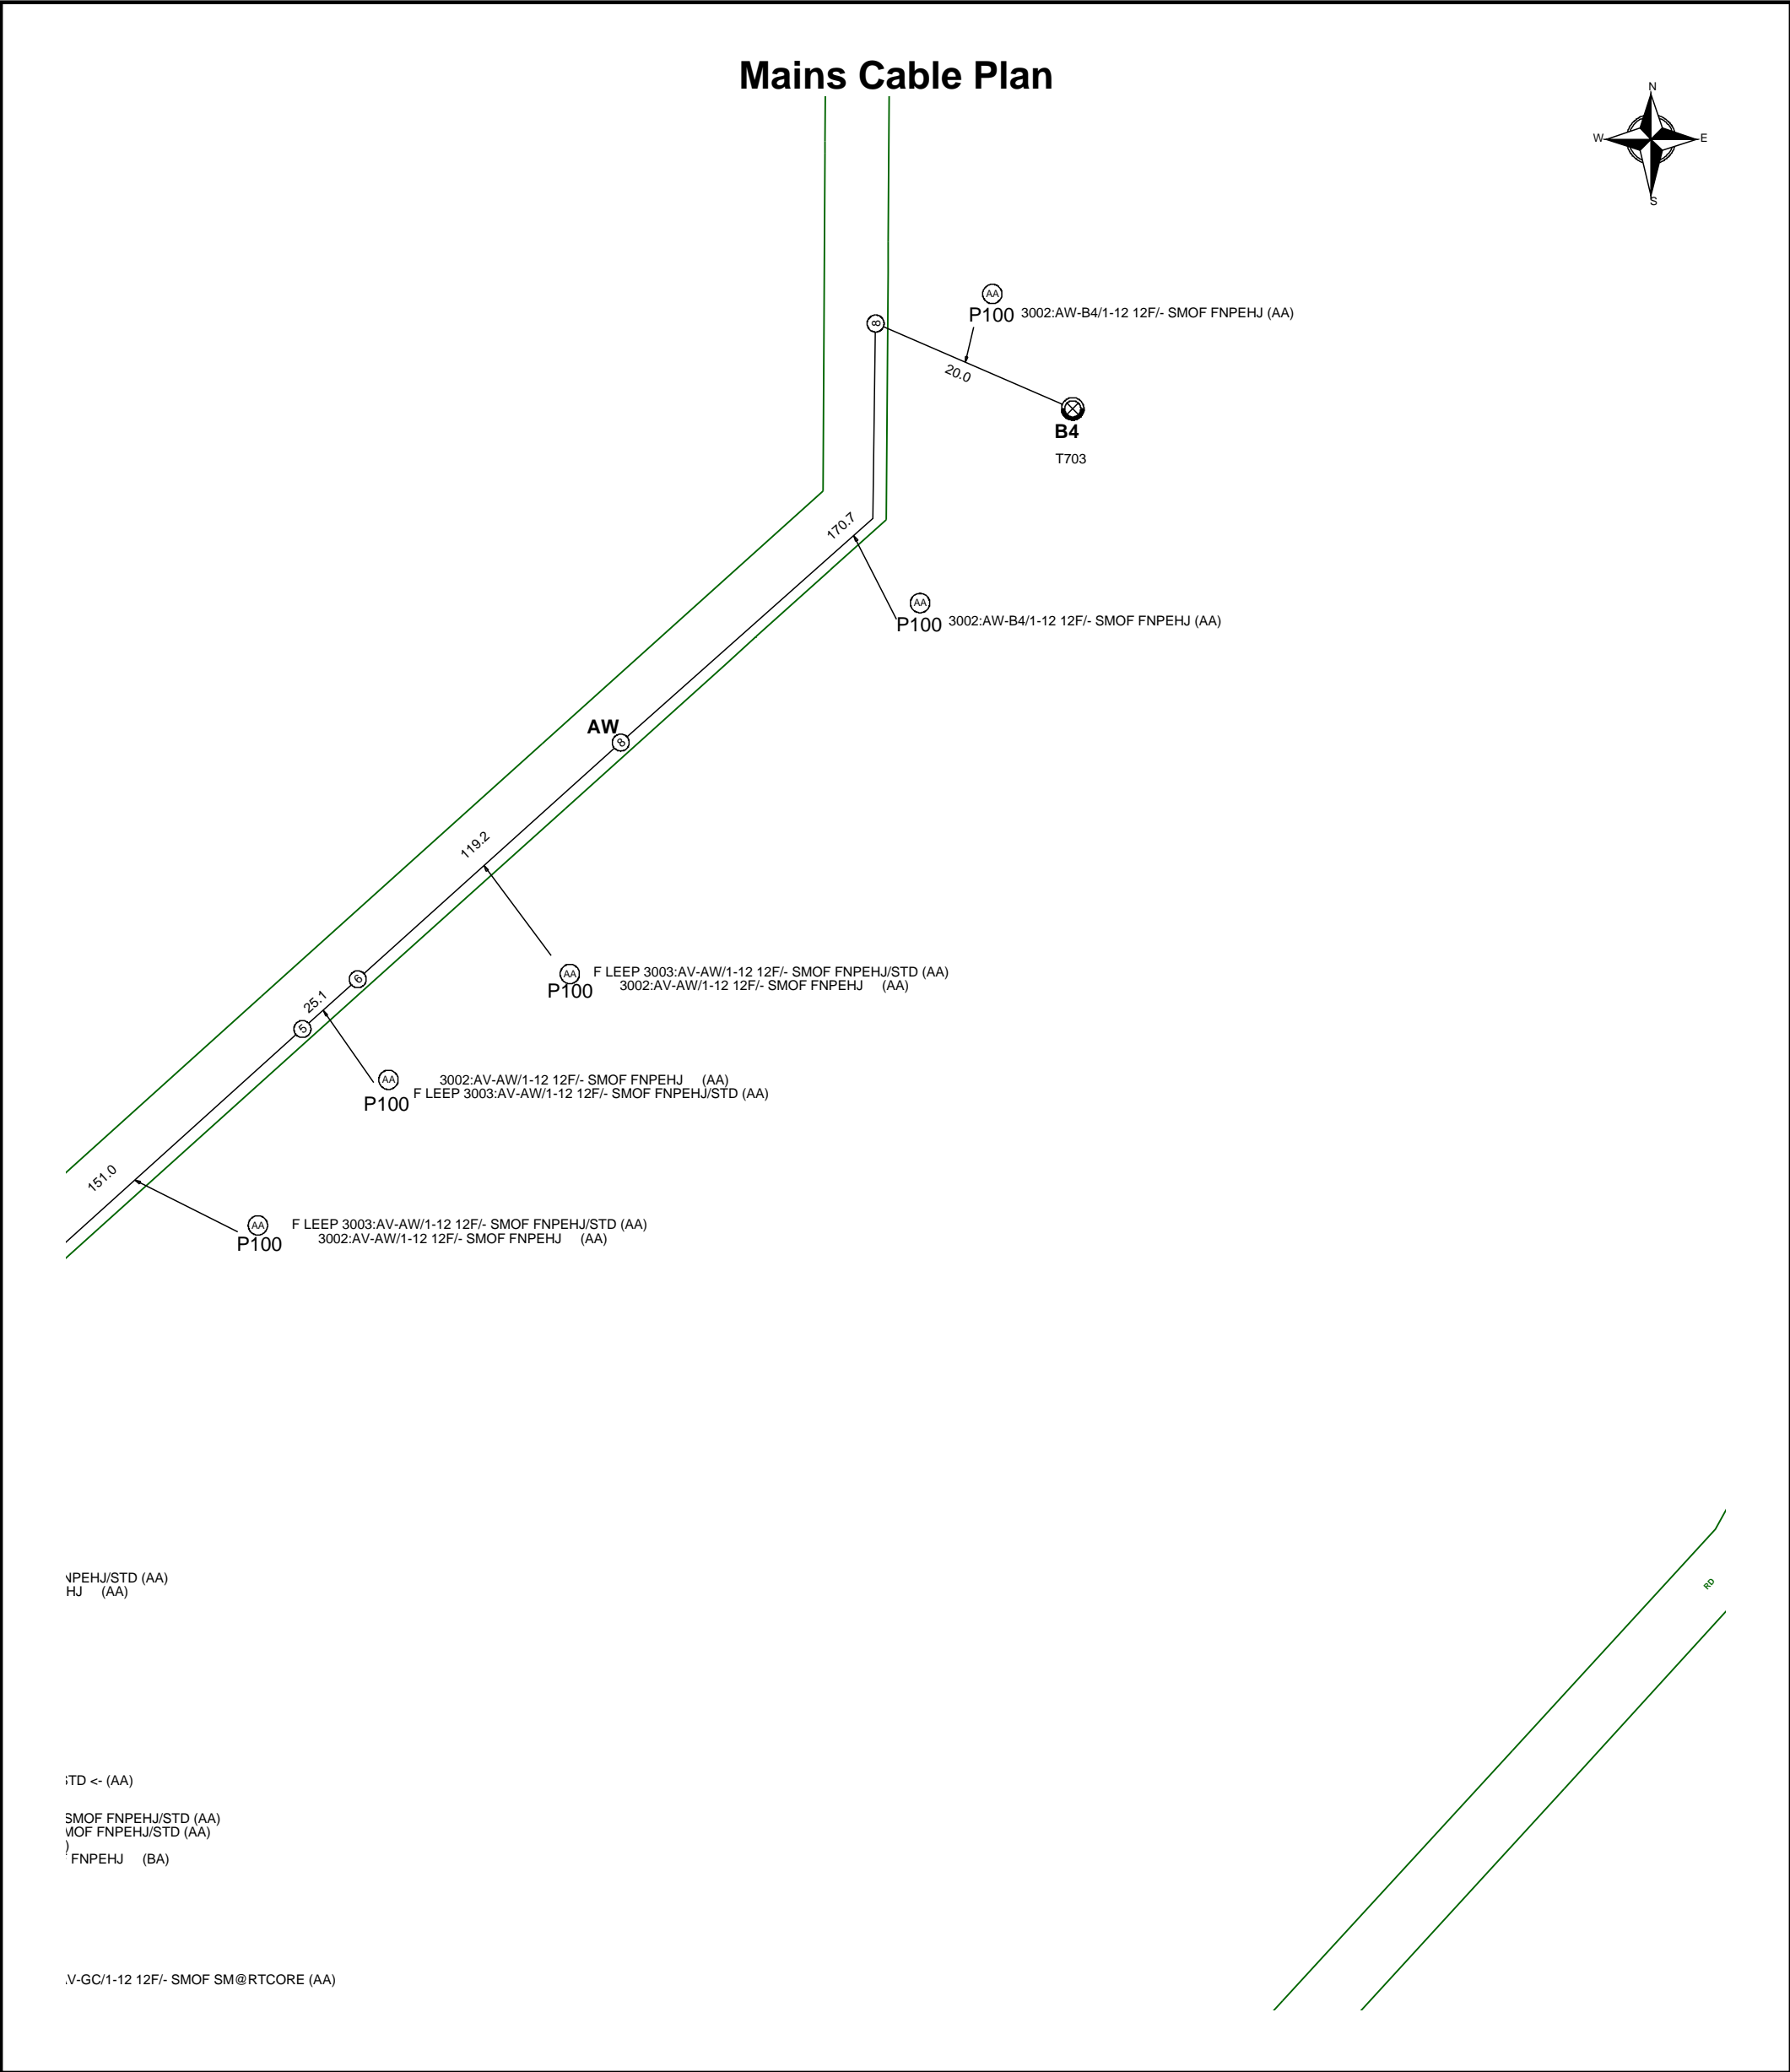 Mains Cable Plan
N
W
E
S
AA
P100 3002:AW-B4/1-12 12F/- SMOF FNPEHJ (AA)
8
20.0
B4
T703
170.7
AA
P100 3002:AW-B4/1-12 12F/- SMOF FNPEHJ (AA)
AW
8
119.2
AA
F LEEP 3003:AV-AW/1-12 12F/- SMOF FNPEHJ/STD (AA)
P100 3002:AV-AW/1-12 12F/- SMOF FNPEHJ (AA)
6
25.1
5
AA
3002:AV-AW/1-12 12F/- SMOF FNPEHJ (AA)
P100 F LEEP 3003:AV-AW/1-12 12F/- SMOF FNPEHJ/STD (AA)
151.0
AA
F LEEP 3003:AV-AW/1-12 12F/- SMOF FNPEHJ/STD (AA)
P100 3002:AV-AW/1-12 12F/- SMOF FNPEHJ (AA)
NPEHJ/STD (AA)
HJ (AA)
RD
TD <- (AA)
SMOF FNPEHJ/STD (AA)
MOF FNPEHJ/STD (AA)
)
FNPEHJ (BA)
V-GC/1-12 12F/- SMOF SM@RTCORE (AA)